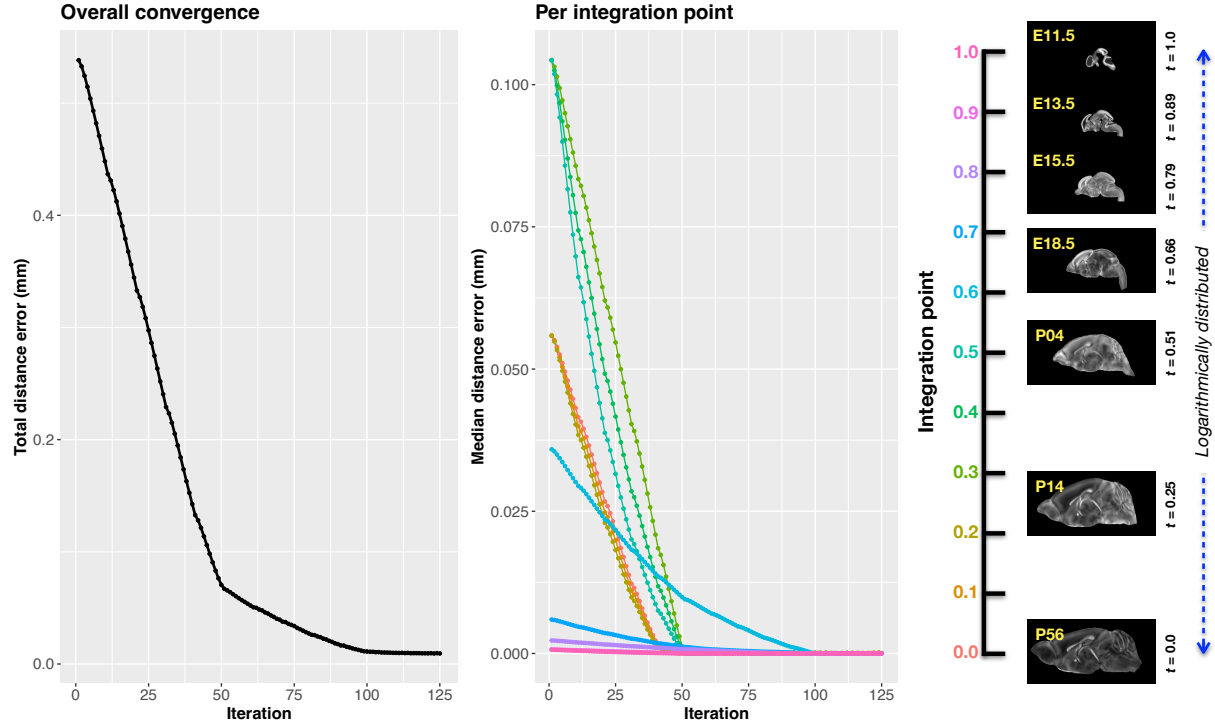 Overall convergence
Total distance error (mm)
0.4
0.2
0.0
0
25
50
75
100
125
Iteration
Per integration point
Median distance error (mm)
0.100
0.075
0.050
0.025
0.000
0
25
50
75
100
125
Iteration
Integration point
1.0
0.9
0.8
0.7
0.6
0.5
0.4
0.3
0.2
0.1
0.0
E11.5
t = 1.0
E13.5
t = 0.89
E15.5
t = 0.79
E18.5
t = 0.66
P04
t = 0.51
P14
t = 0.25
P56
t = 0.0
Logarithmically distributed